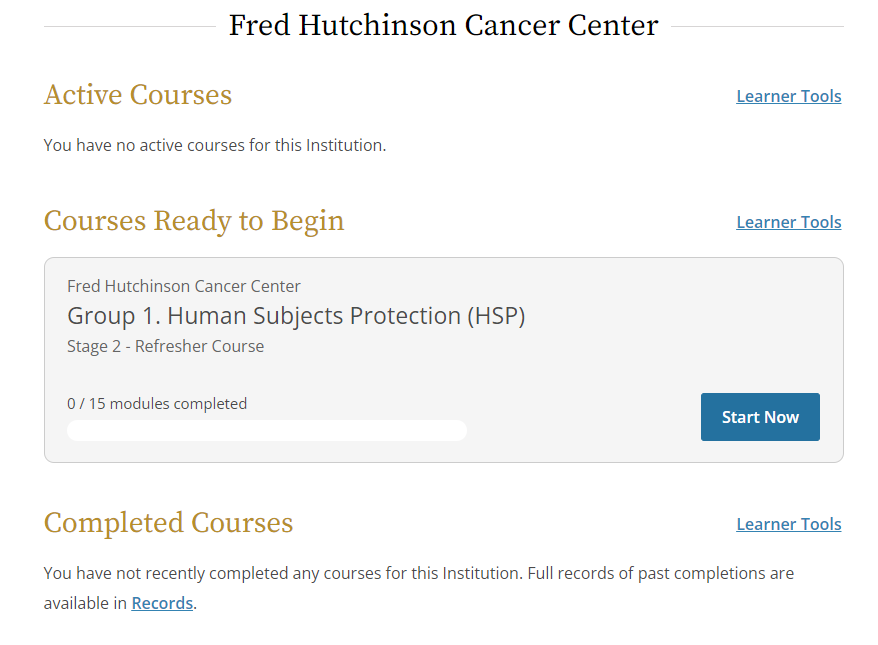 Fred Hutchinson Cancer Center
Active Courses
Learner Tools
You have no active courses for this Institution.
Courses Ready to Begin
Learner Tools
Fred Hutchinson Cancer Center
Group 1. Human Subjects Protection (HSP)
Stage 2 - Refresher Course
0 / 15 modules completed
Start Now
Completed Courses
Learner Tools
You have not recently completed any courses for this Institution. Full records of past completions are
available in Records.